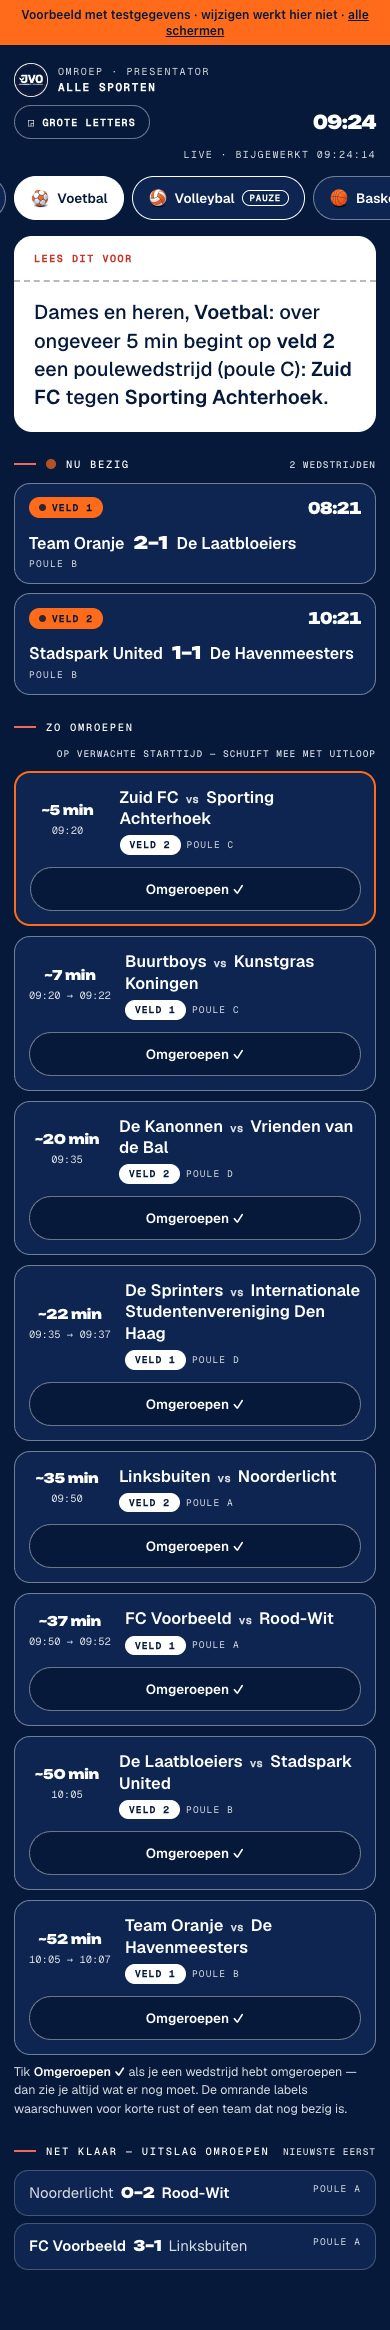 Voorbeeld met testgegevens · wijzigen werkt hier niet · alle
schermen
JVO
OMROEP · PRESENTATOR
ALLE SPORTEN
GROTE LETTERS
09:24
LIVE · BIJGEWERKT 09:24:14
Voetbal
Volleybal PAUZE
Bask
LEES DIT VOOR
Dames en heren, Voetbal: over
ongeveer 5 min begint op veld 2
een poulewedstrijd (poule C): Zuid
FC tegen Sporting Achterhoek.
NU BEZIG
2 WEDSTRIJDEN
VELD 1
08:21
Team Oranje 2–1 De Laatbloeiers
POULE B
VELD 2
10:21
Stadspark United 1–1 De Havenmeesters
POULE B
ZO OMROEPEN
OP VERWACHTE STARTTIJD — SCHUIFT MEE MET UITLOOP
~5 min
09:20
Zuid FC vs Sporting
Achterhoek
VELD 2 POULE C
Omgeroepen ✓
~7 min
09:20 → 09:22
Buurtboys vs Kunstgras
Koningen
VELD 1 POULE C
Omgeroepen ✓
~20 min
09:35
De Kanonnen vs Vrienden van
de Bal
VELD 2 POULE D
Omgeroepen ✓
~22 min
09:35 → 09:37
De Sprinters vs Internationale
Studentenvereniging Den
Haag
VELD 1 POULE D
Omgeroepen ✓
~35 min
09:50
Linksbuiten vs Noorderlicht
VELD 2 POULE A
Omgeroepen ✓
~37 min
09:50 → 09:52
FC Voorbeeld vs Rood-Wit
VELD 1 POULE A
Omgeroepen ✓
~50 min
10:05
De Laatbloeiers vs Stadspark
United
VELD 2 POULE B
Omgeroepen ✓
~52 min
10:05 → 10:07
Team Oranje vs De
Havenmeesters
VELD 1 POULE B
Omgeroepen ✓
Tik Omgeroepen ✓ als je een wedstrijd hebt omgeroepen —
dan zie je altijd wat er nog moet. De omrande labels
waarschuwen voor korte rust of een team dat nog bezig is.
NET KLAAR — UITSLAG OMROEPEN
NIEUWSTE EERST
Noorderlicht 0–2 Rood-Wit
POULE A
FC Voorbeeld 3–1 Linksbuiten
POULE A